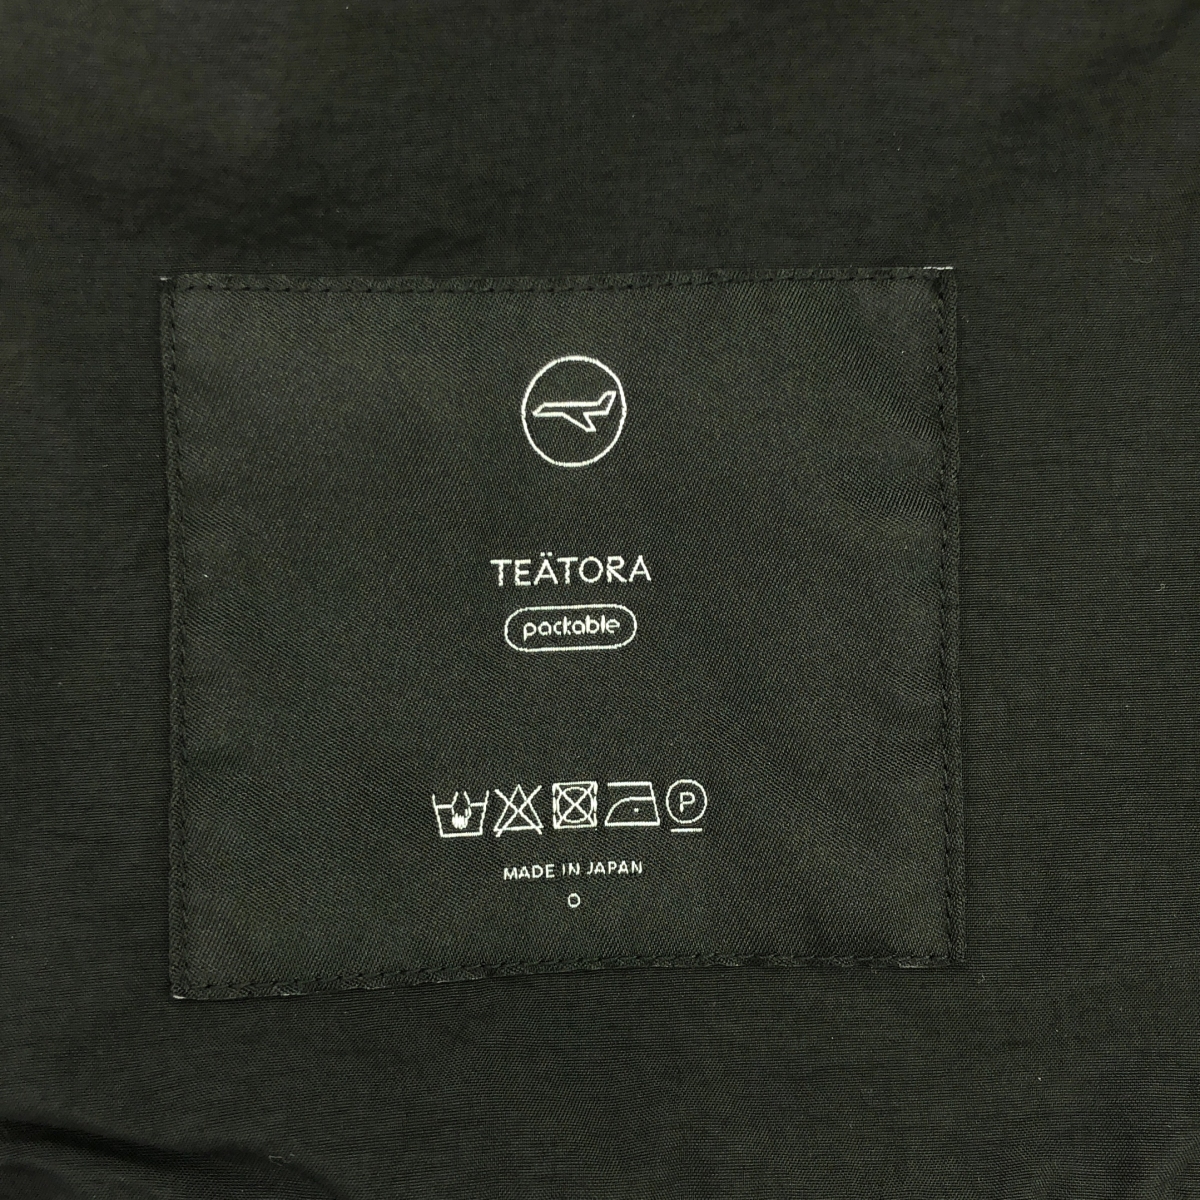 TEÄTORA
packable
P
MADE IN JAPAN
0